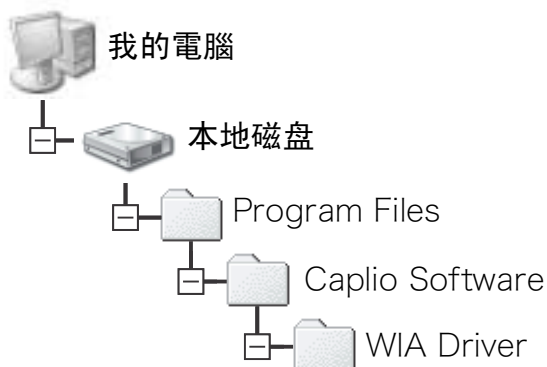 我的電腦
本地磁盘
Program Files
Caplio Software
WIA Driver